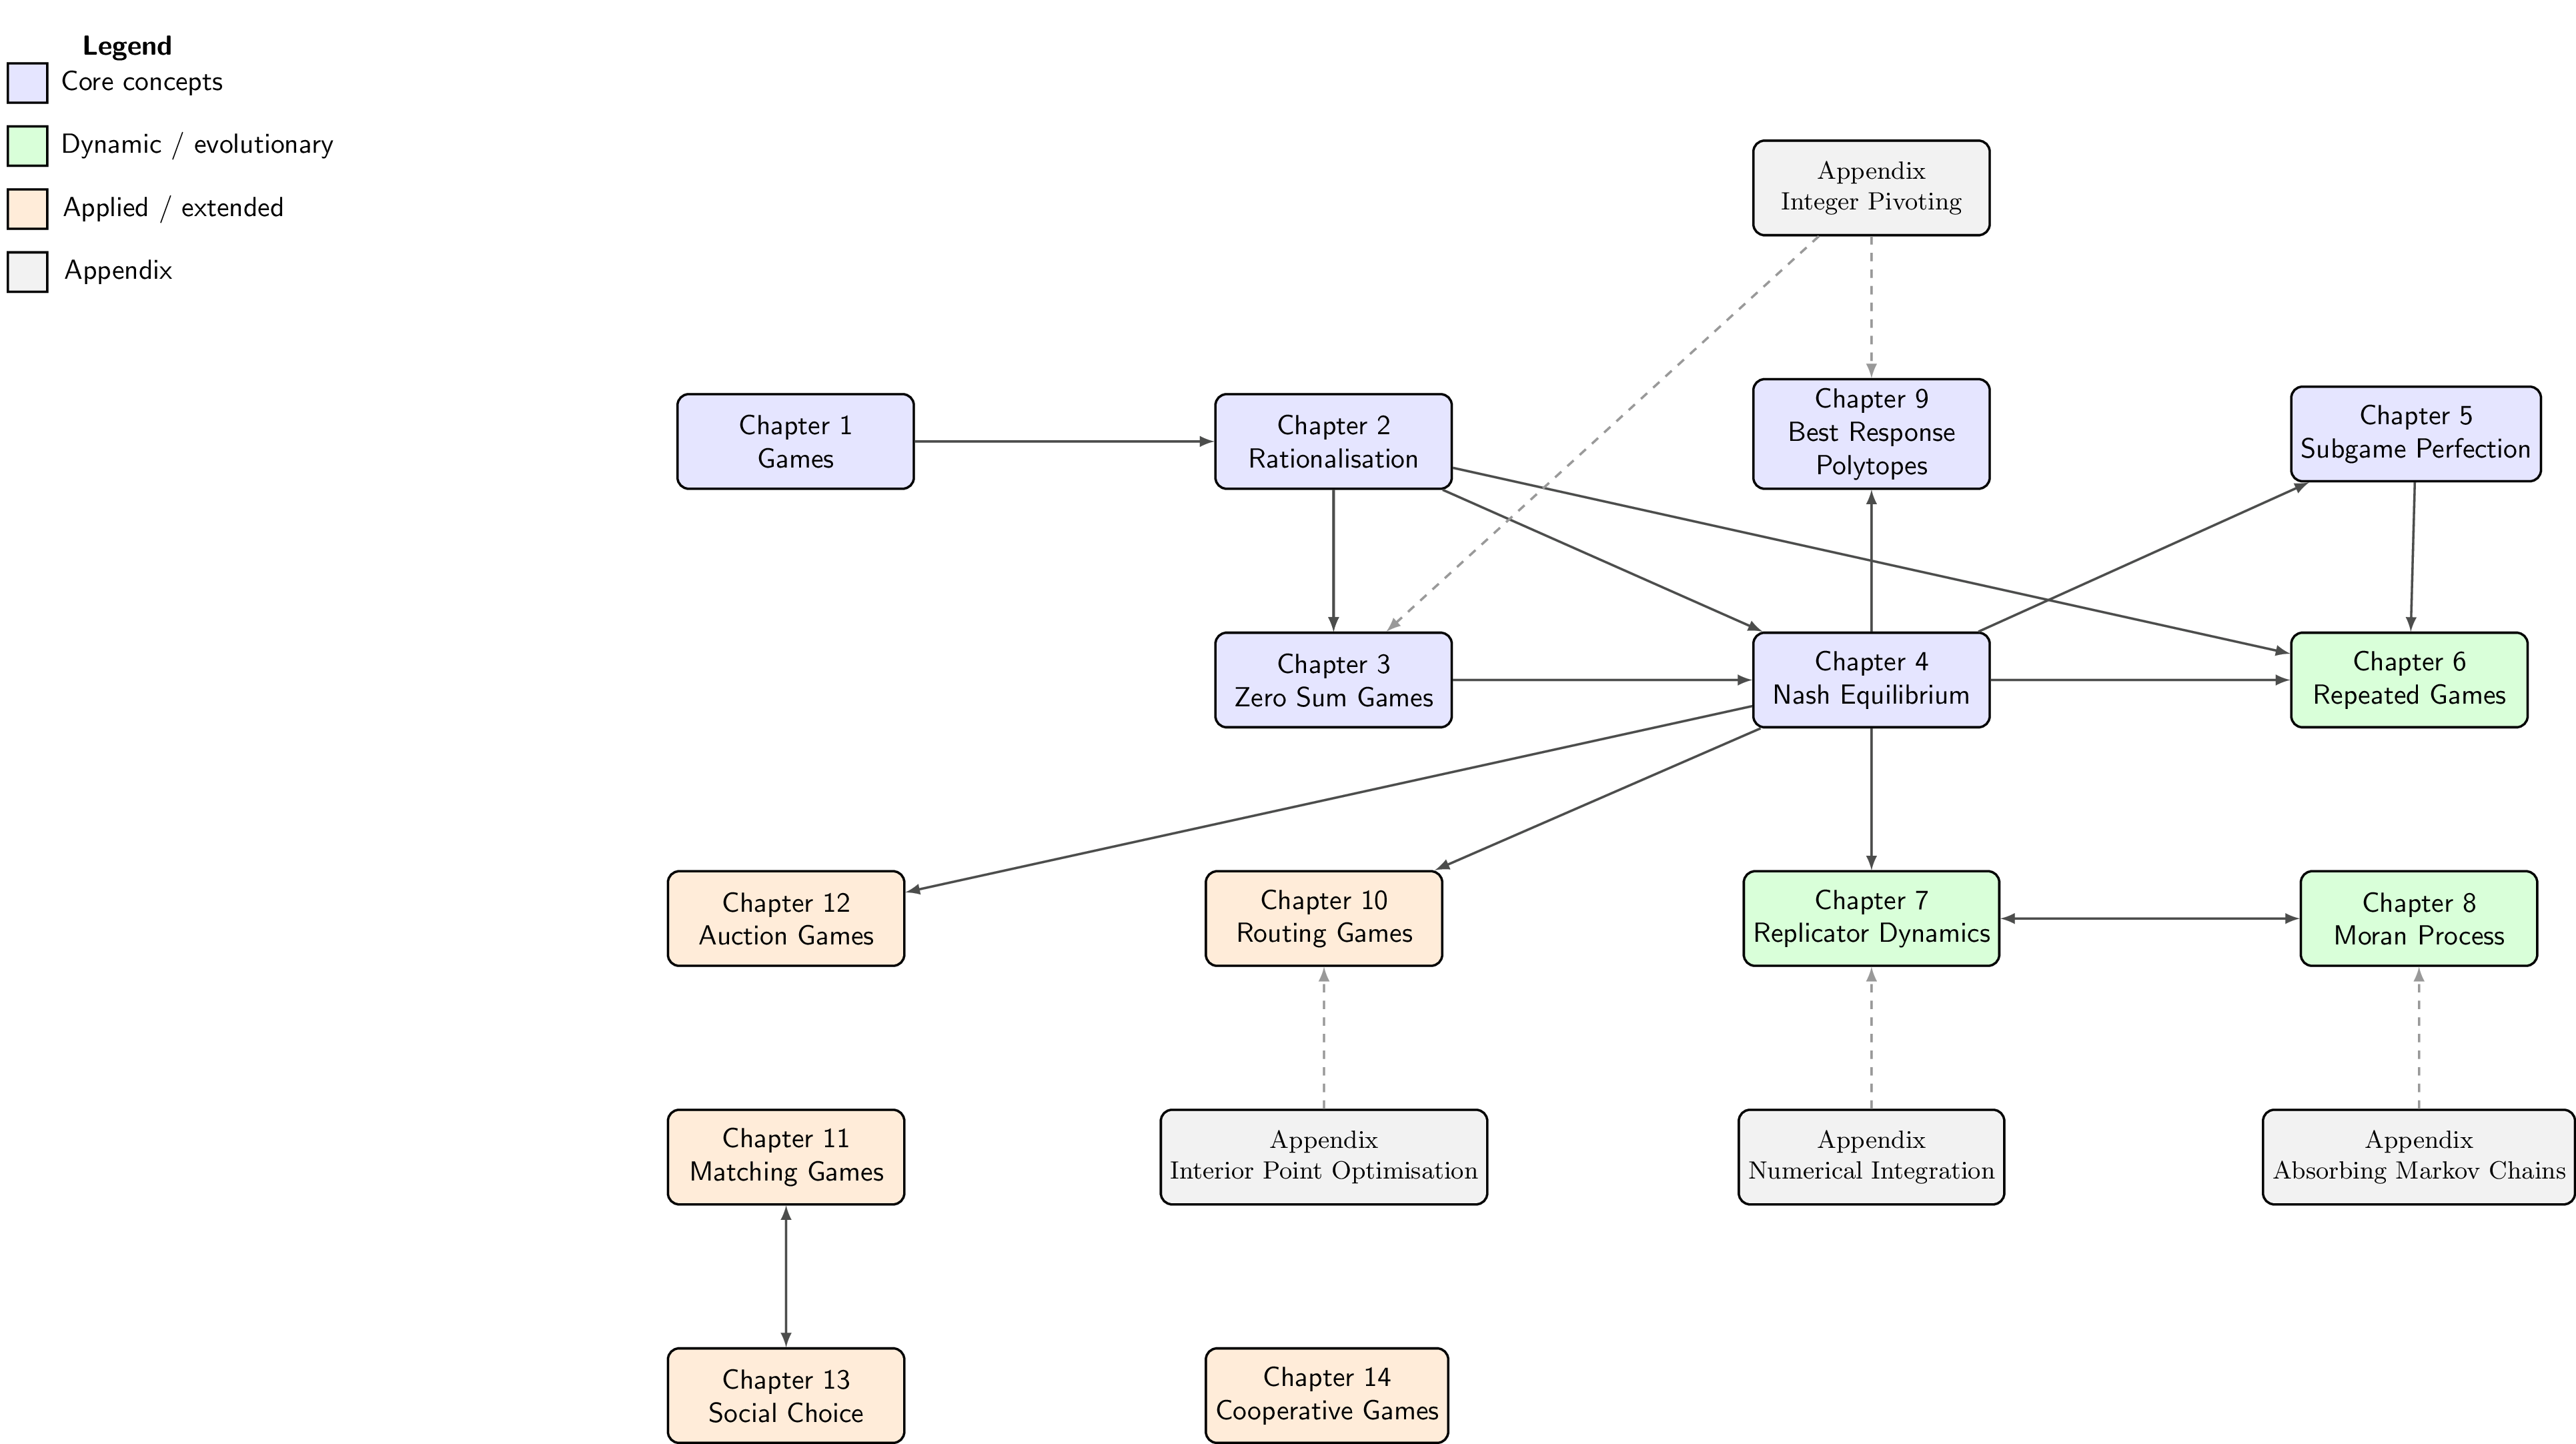 Legend
Core concepts
Dynamic / evolutionary
Applied / extended
Appendix
Appendix
Integer Pivoting
Chapter 1
Games
Chapter 2
Rationalisation
Chapter 9
Best Response
Polytopes
Chapter 5
Subgame Perfection
Chapter 3
Zero Sum Games
Chapter 4
Nash Equilibrium
Chapter 6
Repeated Games
Chapter 12
Auction Games
Chapter 10
Routing Games
Chapter 7
Replicator Dynamics
Chapter 8
Moran Process
Chapter 11
Matching Games
Appendix
Interior Point Optimisation
Appendix
Numerical Integration
Appendix
Absorbing Markov Chains
Chapter 13
Social Choice
Chapter 14
Cooperative Games